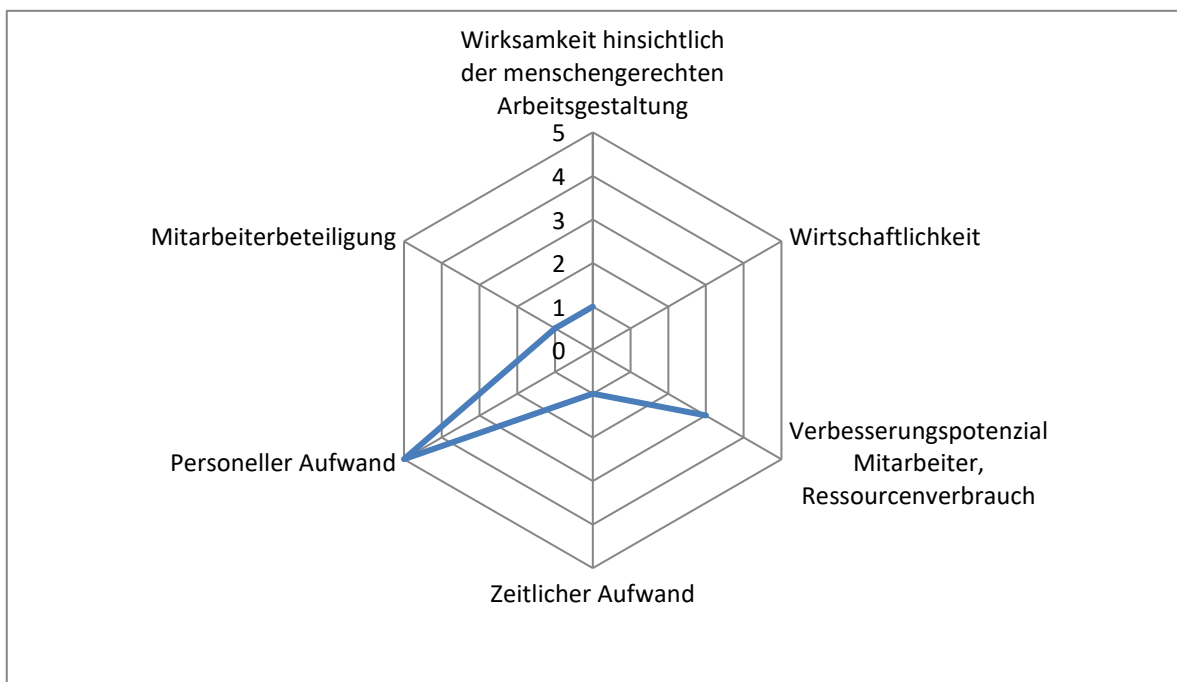 Wirksamkeit hinsichtlich
der menschengerechten
Arbeitsgestaltung
5
4
3
2
1
0
Mitarbeiterbeteiligung
Wirtschaftlichkeit
Personeller Aufwand
Verbesserungspotenzial
Mitarbeiter,
Ressourcenverbrauch
Zeitlicher Aufwand